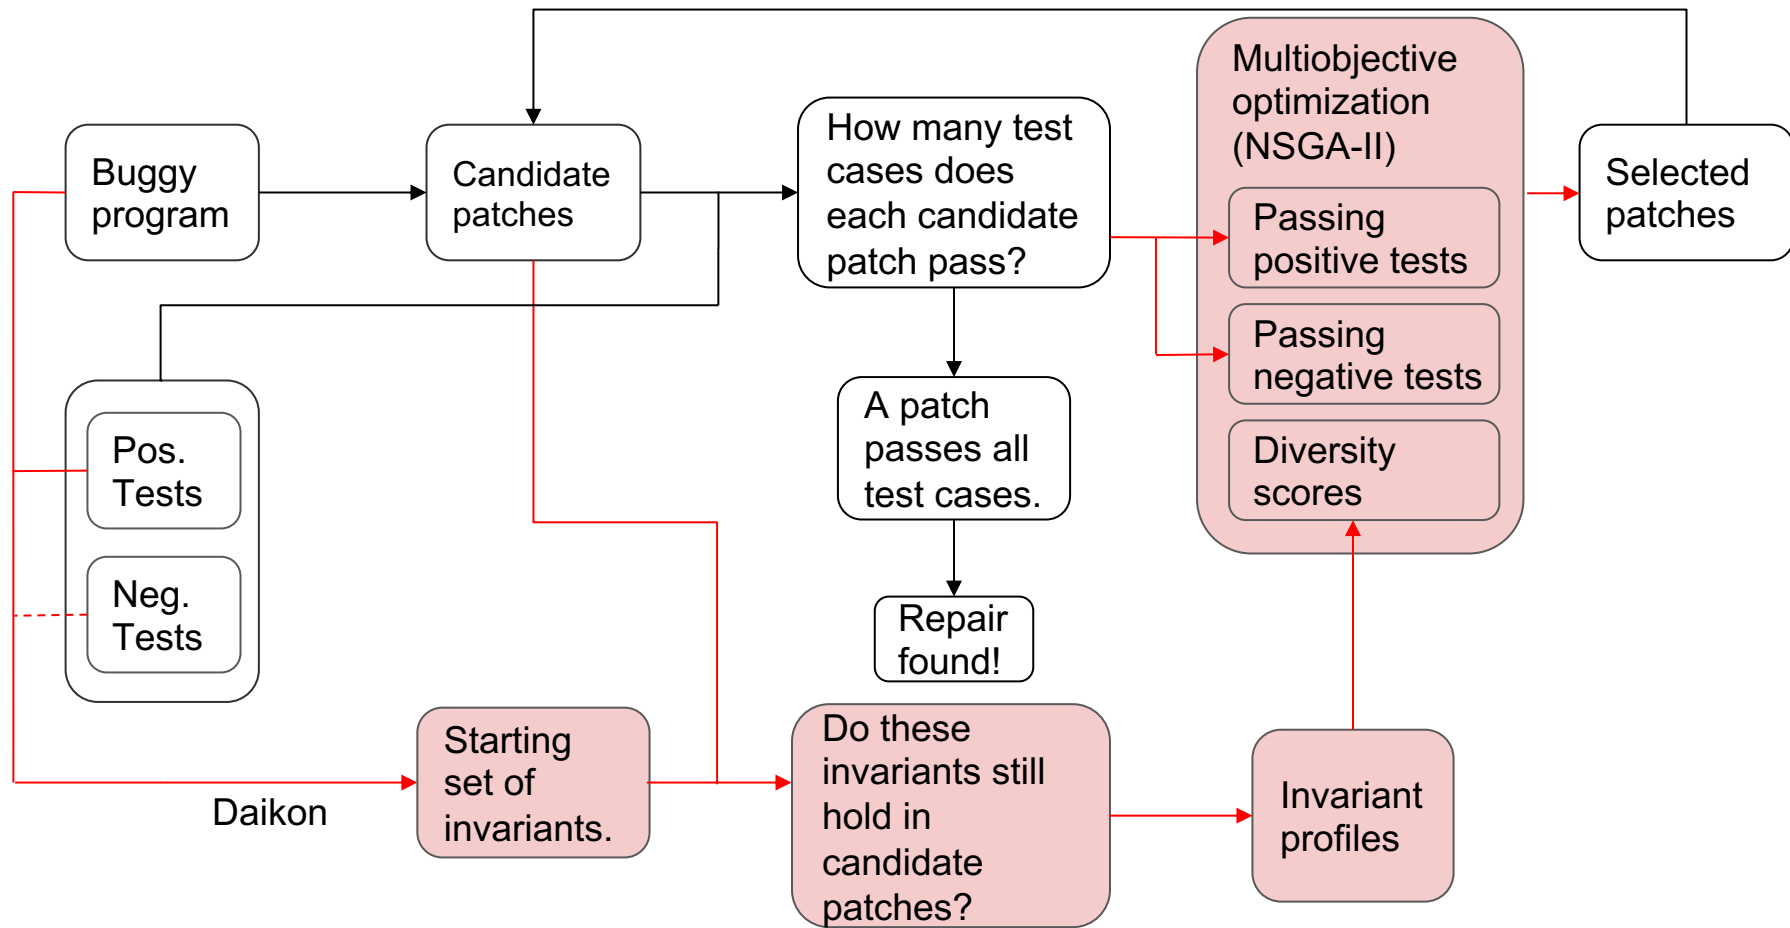 Buggy
program
Candidate
patches
How many test
cases does
each candidate
patch pass?
Multiobjective
optimization
(NSGA-II)
Passing
positive tests
Passing
negative tests
Diversity
scores
Selected
patches
Pos.
Tests
Neg.
Tests
A patch
passes all
test cases.
Repair
found!
Daikon
Starting
set of
invariants.
Do these
invariants still
hold in
candidate
patches?
Invariant
profiles